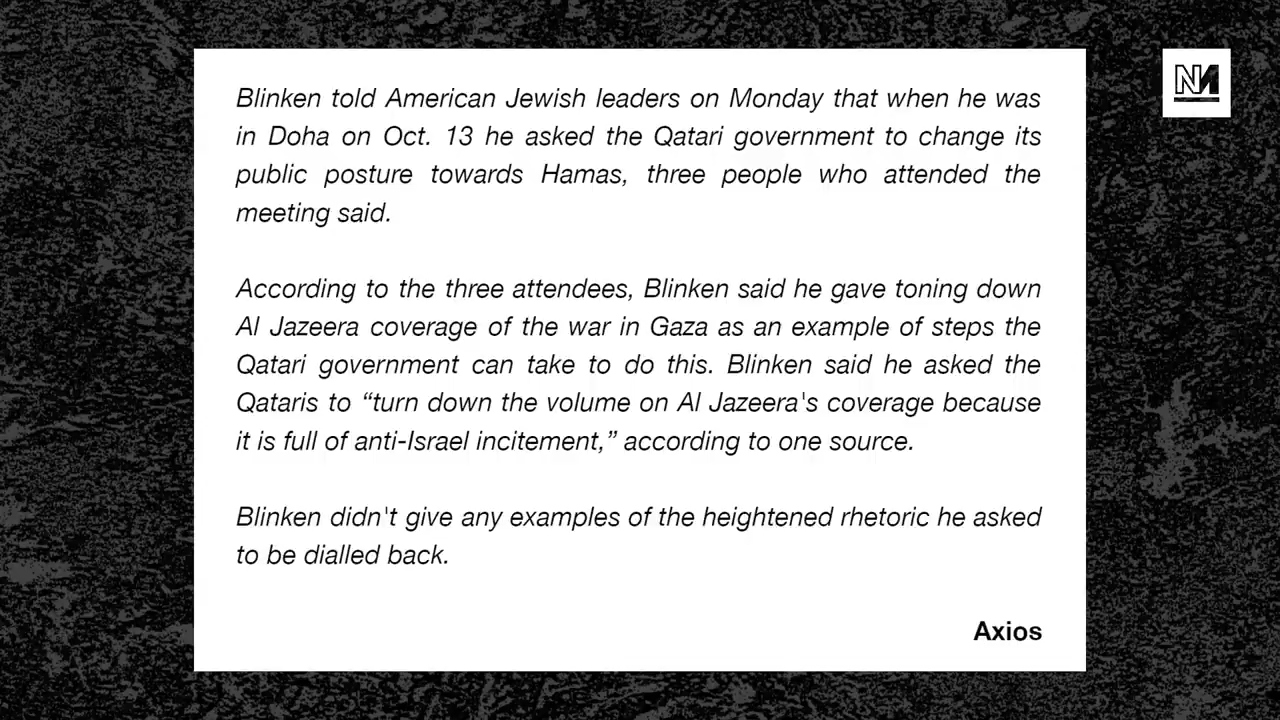 Blinken told American Jewish leaders on Monday that when he was
in Doha on Oct. 13 he asked the Qatari government to change its
public posture towards Hamas, three people who attended the
meeting said.
According to the three attendees, Blinken said he gave toning down
Al Jazeera coverage of the war in Gaza as an example of steps the
Qatari government can take to do this. Blinken said he asked the
Qataris to “turn down the volume on Al Jazeera's coverage because
it is full of anti-Israel incitement,” according to one source.
Blinken didn't give any examples of the heightened rhetoric he asked
to be dialled back.
Axios
NM